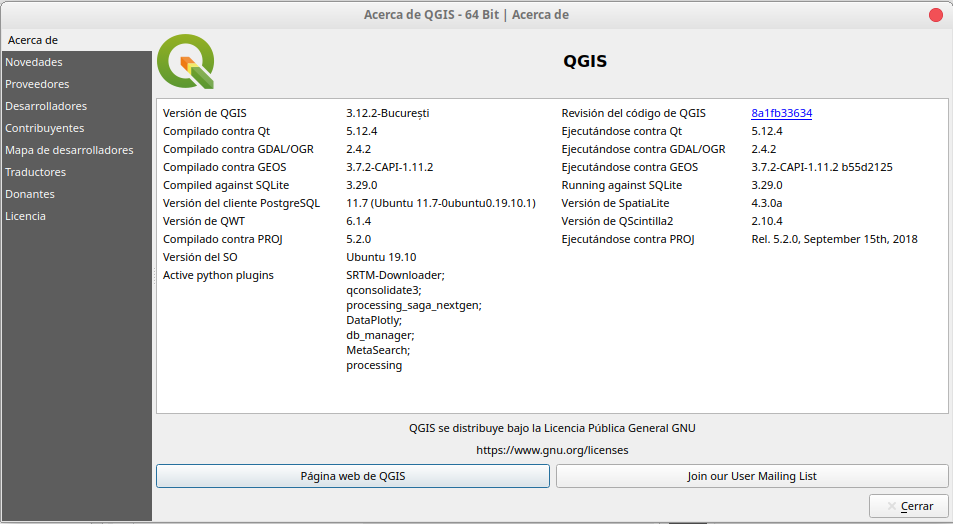 Acerca de QGIS - 64 Bit | Acerca de
Acerca de
Novedades
Proveedores
Desarrolladores
Contribuyentes
Mapa de desarrolladores
Traductores
Donantes
Licencia
QGIS
Versión de QGIS 3.12.2-București Revisión del código de QGIS 8a1fb33634
Compilado contra Qt 5.12.4 Ejecutándose contra Qt 5.12.4
Compilado contra GDAL/OGR 2.4.2 Ejecutándose contra GDAL/OGR 2.4.2
Compilado contra GEOS 3.7.2-CAPI-1.11.2 Ejecutándose contra GEOS 3.7.2-CAPI-1.11.2 b55d2125
Compiled against SQLite 3.29.0 Running against SQLite 3.29.0
Versión del cliente PostgreSQL 11.7 (Ubuntu 11.7-0ubuntu0.19.10.1) Versión de SpatiaLite 4.3.0a
Versión de QWT 6.1.4 Versión de QScintilla2 2.10.4
Compilado contra PROJ 5.2.0 Ejecutándose contra PROJ Rel. 5.2.0, September 15th, 2018
Versión del SO Ubuntu 19.10
Active python plugins SRTM-Downloader;
qconsolidate3;
processing_saga_nextgen;
DataPlotly;
db_manager;
MetaSearch;
processing
QGIS se distribuye bajo la Licencia Pública General GNU
https://www.gnu.org/licenses
Página web de QGIS Join our User Mailing List
Cerrar